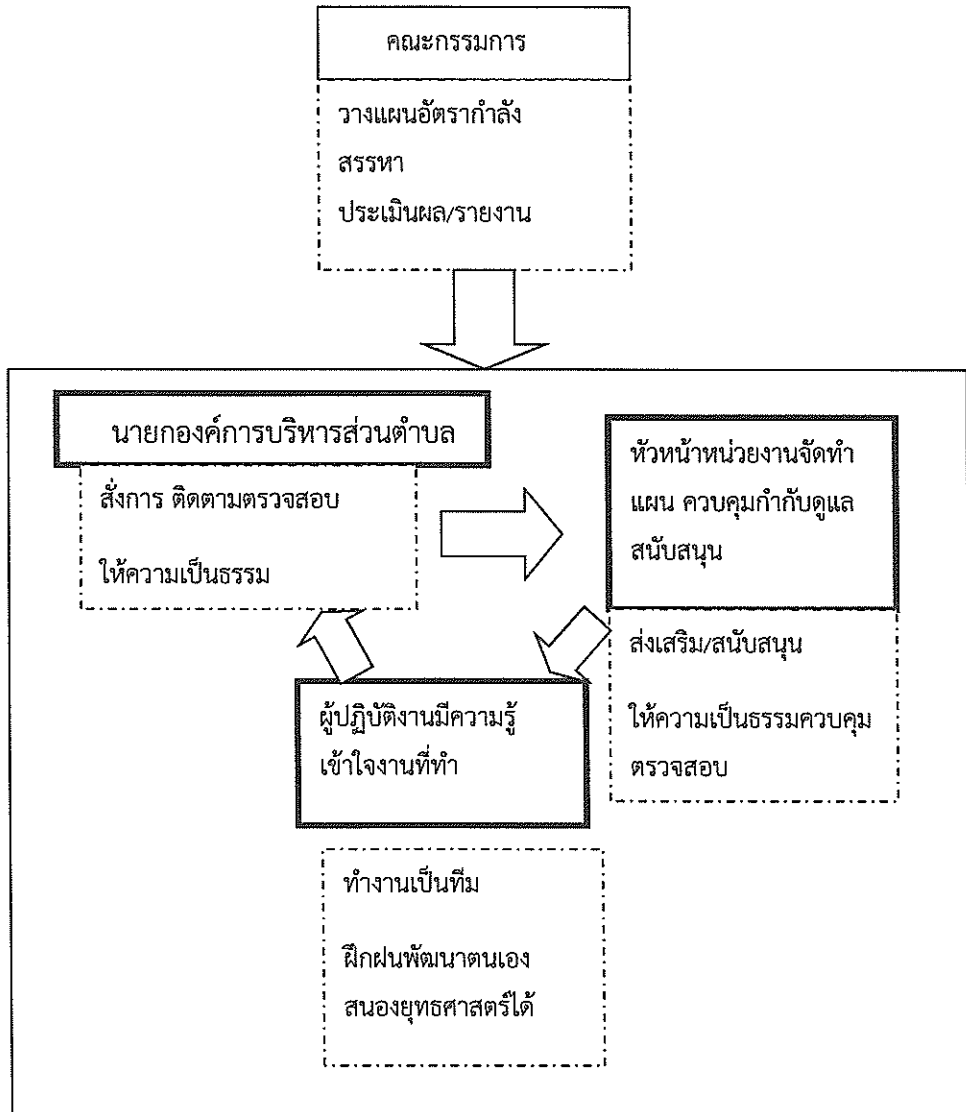 คณะกรรมการ
วางแผนอัตรากำลัง
สรรหา
ประเมินผล/รายงาน
นายกองค์การบริหารส่วนตำบล
สั่งการ ติดตามตรวจสอบ
ให้ความเป็นธรรม
หัวหน้าหน่วยงานจัดทำ
แผน ควบคุมกำกับดูแล
สนับสนุน
ส่งเสริม/สนับสนุน
ให้ความเป็นธรรมควบคุม
ตรวจสอบ
ผู้ปฏิบัติงานมีความรู้
เข้าใจงานที่ทำ
ทำงานเป็นทีม
ฝึกฝนพัฒนาตนเอง
สนองยุทธศาสตร์ได้